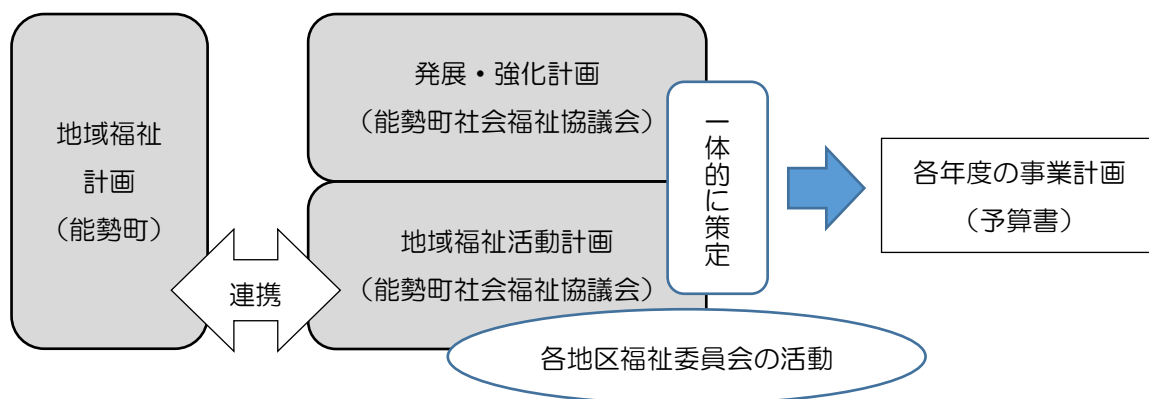 地域福祉
計画
（能勢町）
連携
発展・強化計画
（能勢町社会福祉協議会）
地域福祉活動計画
（能勢町社会福祉協議会）
一体的に策定
各地区福祉委員会の活動
各年度の事業計画
（予算書）